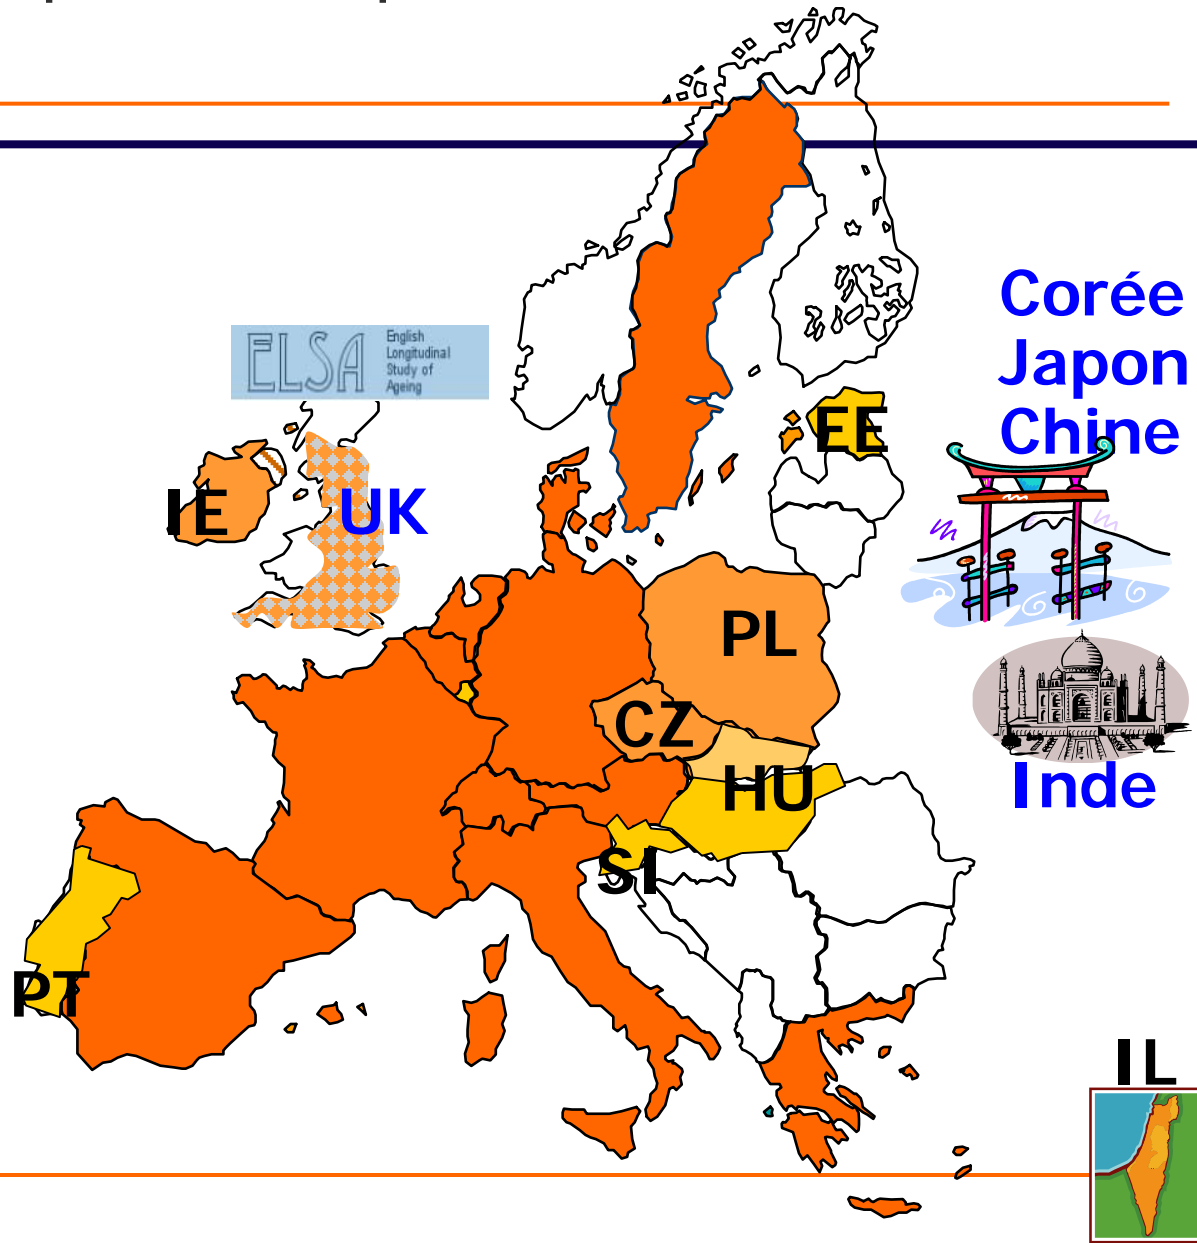 Corée
Japon
Chine
ELSA
English
Longitudinal
Study of
Ageing
EE
IE
UK
PL
CZ
HU
Inde
SI
PT
IL